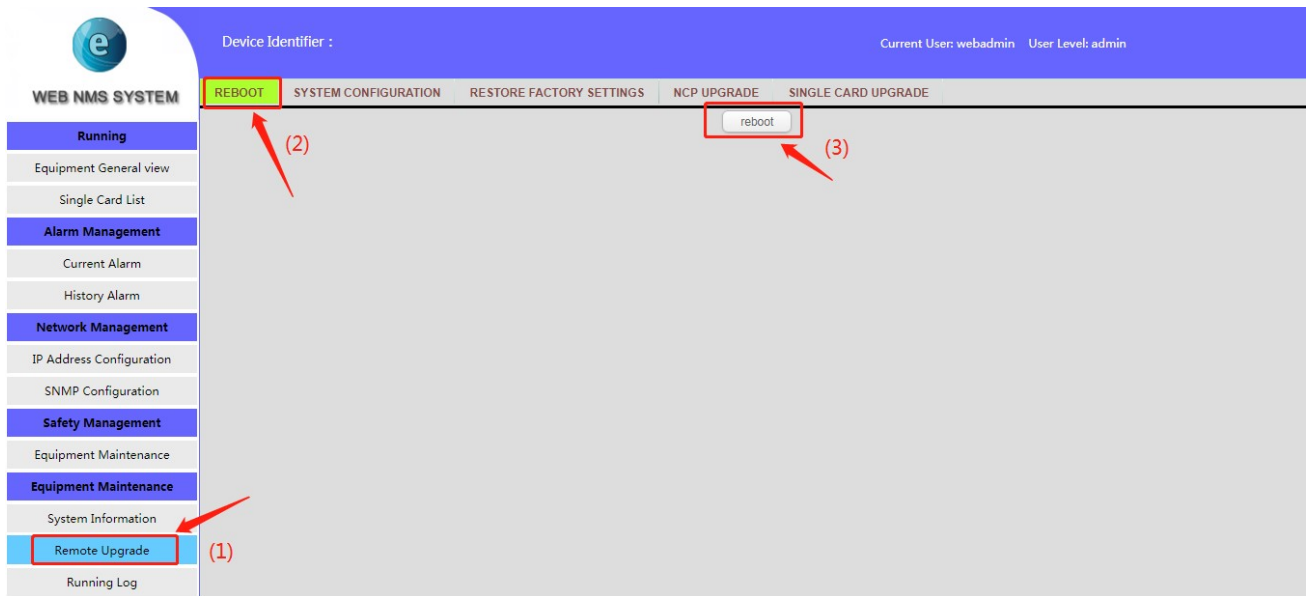 e
Device Identifier :
Current User: webadmin User Level: admin
WEB NMS SYSTEM
REBOOT SYSTEM CONFIGURATION RESTORE FACTORY SETTINGS NCP UPGRADE SINGLE CARD UPGRADE
reboot
(2)
(3)
Running
Equipment General view
Single Card List
Alarm Management
Current Alarm
History Alarm
Network Management
IP Address Configuration
SNMP Configuration
Safety Management
Equipment Maintenance
Equipment Maintenance
System Information
Remote Upgrade
(1)
Running Log